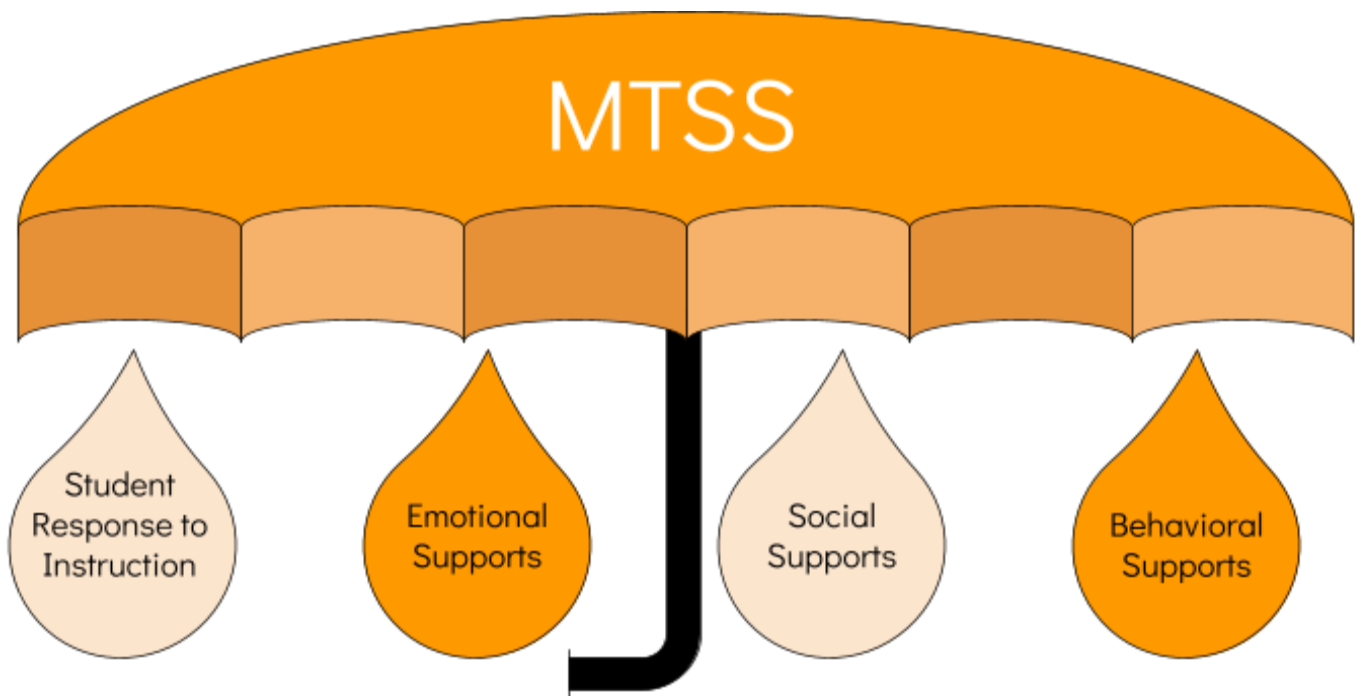 MTSS
Student
Response to
Instruction
Emotional
Supports
Social
Supports
Behavioral
Supports